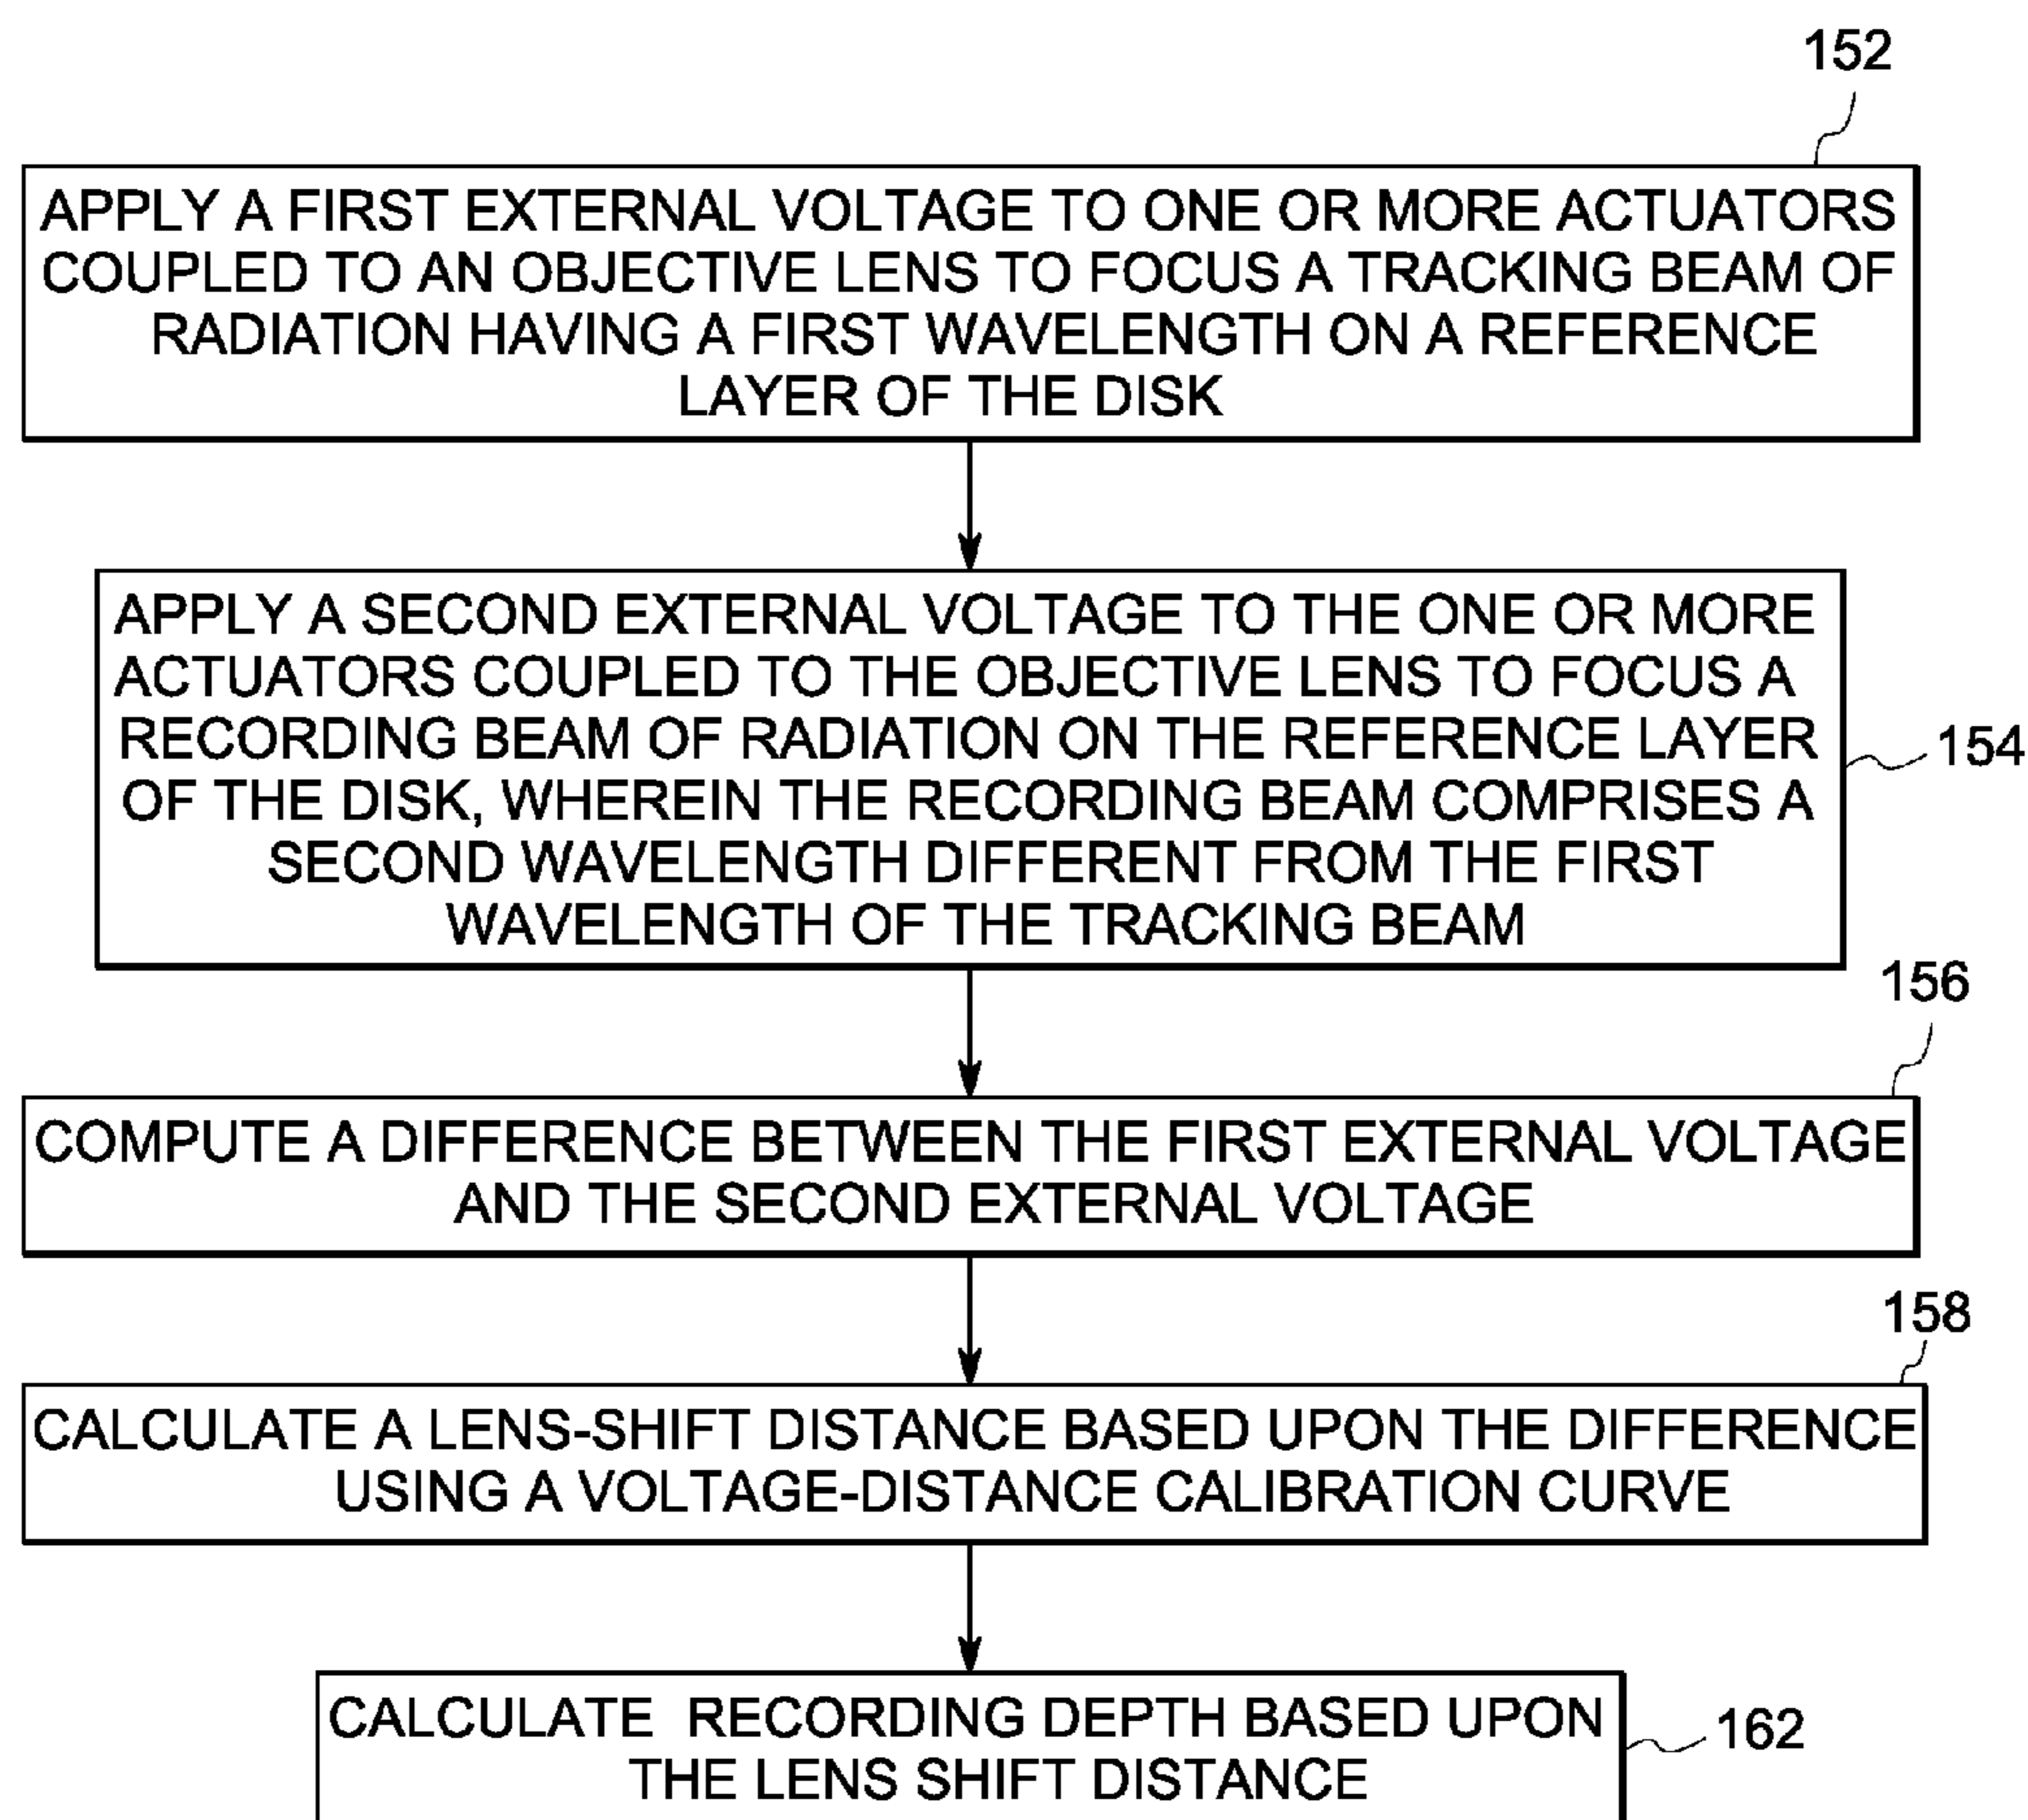 152
APPLY A FIRST EXTERNAL VOLTAGE TO ONE OR MORE ACTUATORS
COUPLED TO AN OBJECTIVE LENS TO FOCUS A TRACKING BEAM OF
RADIATION HAVING A FIRST WAVELENGTH ON A REFERENCE
LAYER OF THE DISK
APPLY A SECOND EXTERNAL VOLTAGE TO THE ONE OR MORE
ACTUATORS COUPLED TO THE OBJECTIVE LENS TO FOCUS A
RECORDING BEAM OF RADIATION ON THE REFERENCE LAYER
OF THE DISK, WHEREIN THE RECORDING BEAM COMPRISES A
SECOND WAVELENGTH DIFFERENT FROM THE FIRST
WAVELENGTH OF THE TRACKING BEAM
154
156
COMPUTE A DIFFERENCE BETWEEN THE FIRST EXTERNAL VOLTAGE
AND THE SECOND EXTERNAL VOLTAGE
158
CALCULATE A LENS-SHIFT DISTANCE BASED UPON THE DIFFERENCE
USING A VOLTAGE-DISTANCE CALIBRATION CURVE
CALCULATE RECORDING DEPTH BASED UPON
THE LENS SHIFT DISTANCE
162